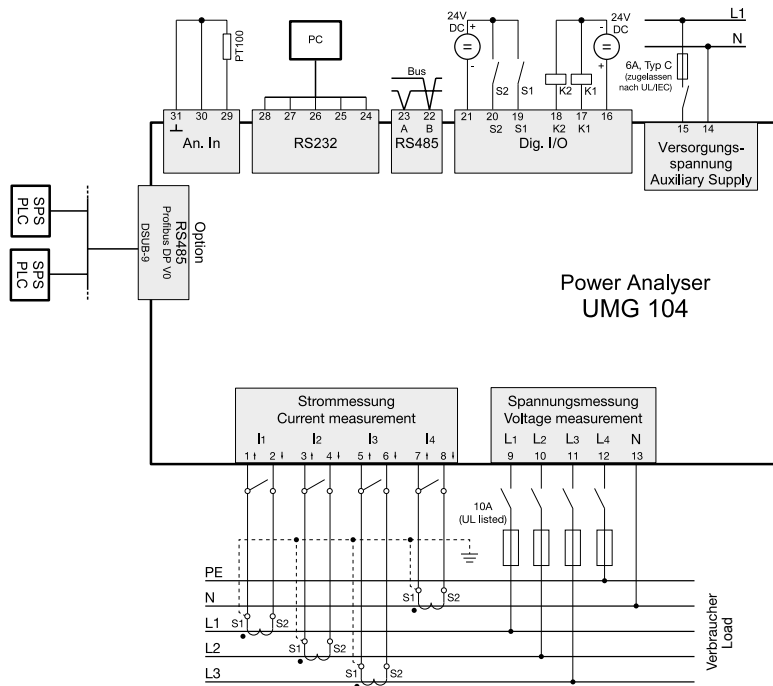 24V
DC
+
-
24V
DC
-
+
L1
N
PC
PT100
Bus
S2
S1
K2
K1
6A, Typ C
(zugelassen
nach UL/IEC)
31 30 29
An. In
28 27 26 25 24
RS232
23 22
A B
RS485
21 20 19 18 17 16
S2 S1 K2 K1
Dig. I/O
15 14
Versorgungs-
spannung
Auxiliary Supply
SPS
PLC
SPS
PLC
Option
RS485
Profibus DP V0
DSUB-9
Power Analyser
UMG 104
Strommessung
Current measurement
I1 I2 I3 I4
1 2 3 4 5 6 7 8
Spannungsmessung
Voltage measurement
L1 L2 L3 L4 N
9 10 11 12 13
10A
(UL listed)
PE
N
L1
L2
L3
S1 S2
S1 S2
S1 S2
S1 S2
Verbraucher
Load